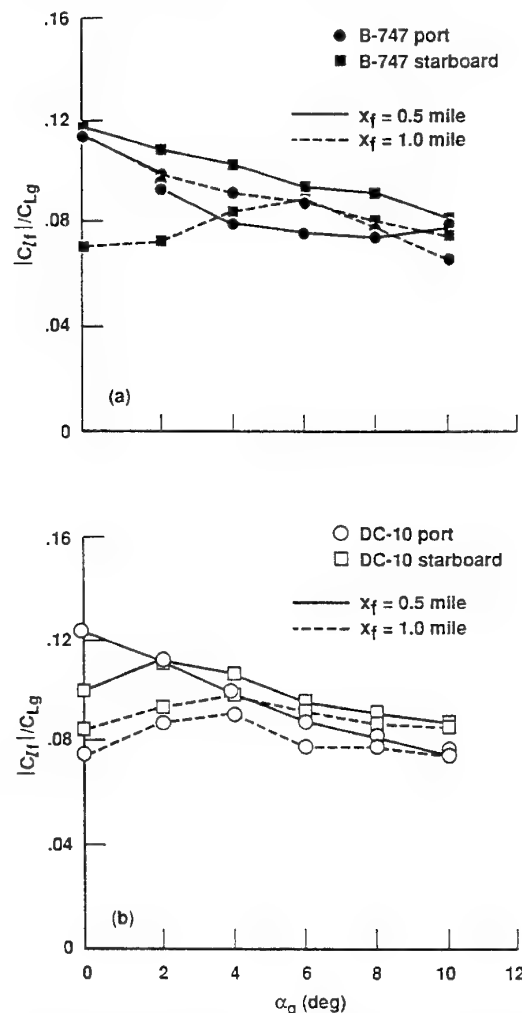 (a)
.16
.12
.08
.04
0
|C_lf|/C_Lg
B-747 port
B-747 starboard
x_f = 0.5 mile
x_f = 1.0 mile
(b)
.16
.12
.08
.04
0
|C_lf|/C_Lg
DC-10 port
DC-10 starboard
x_f = 0.5 mile
x_f = 1.0 mile
0 2 4 6 8 10 12
α_g (deg)